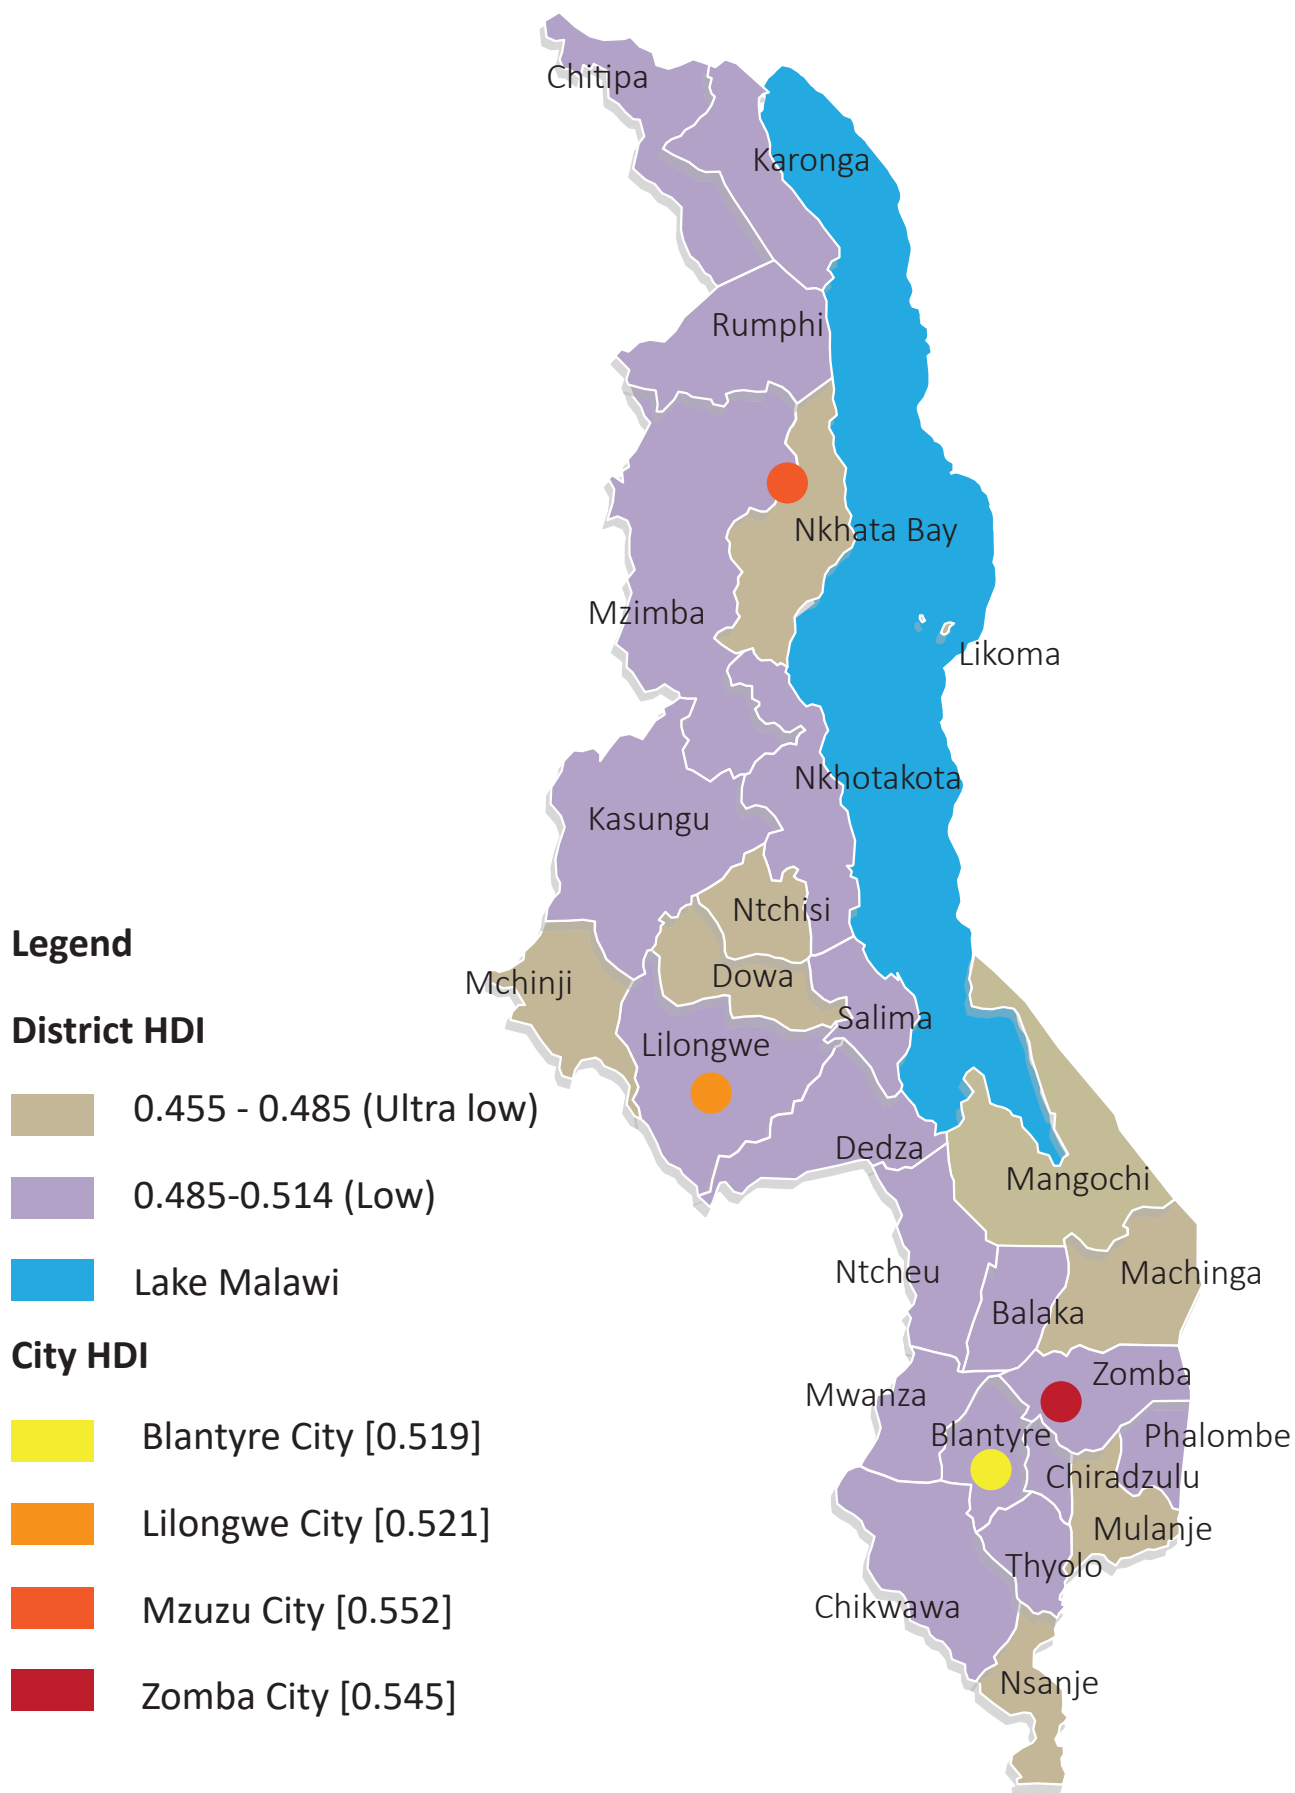 Chitipa
Karonga
Rumphi
Nkhata Bay
Mzimba
Likoma
Nkhotakota
Kasungu
Ntchisi
Mchinji
Dowa
Salima
Lilongwe
Dedza
Mangochi
Ntcheu
Machinga
Balaka
Zomba
Mwanza
Blantyre
Phalombe
Chiradzulu
Mulanje
Thyolo
Chikwawa
Nsanje
Legend
District HDI
0.455 - 0.485 (Ultra low)
0.485-0.514 (Low)
Lake Malawi
City HDI
Blantyre City [0.519]
Lilongwe City [0.521]
Mzuzu City [0.552]
Zomba City [0.545]